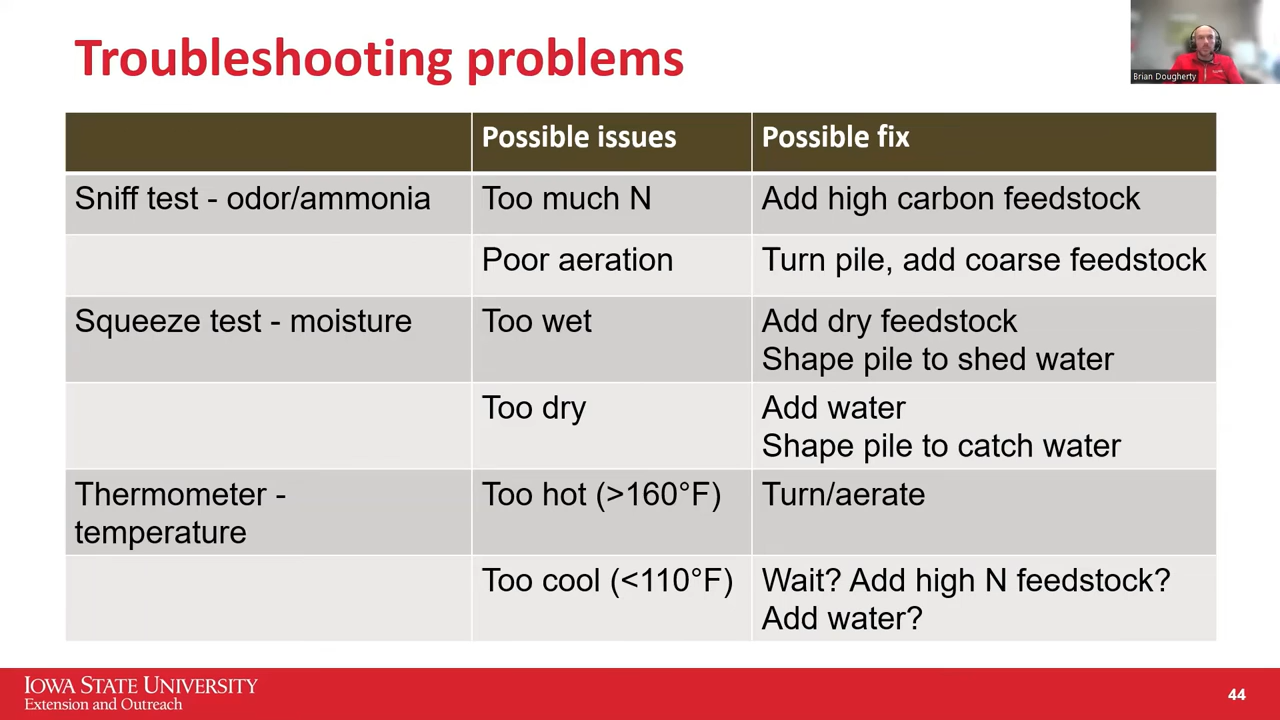 Troubleshooting problems
Brian Dougherty
Possible issues
Possible fix
Sniff test - odor/ammonia
Too much N
Add high carbon feedstock
Poor aeration
Turn pile, add coarse feedstock
Squeeze test - moisture
Too wet
Add dry feedstock
Shape pile to shed water
Too dry
Add water
Shape pile to catch water
Thermometer -
temperature
Too hot (>160°F)
Turn/aerate
Too cool (<110°F)
Wait? Add high N feedstock?
Add water?
IOWA STATE UNIVERSITY
Extension and Outreach
44